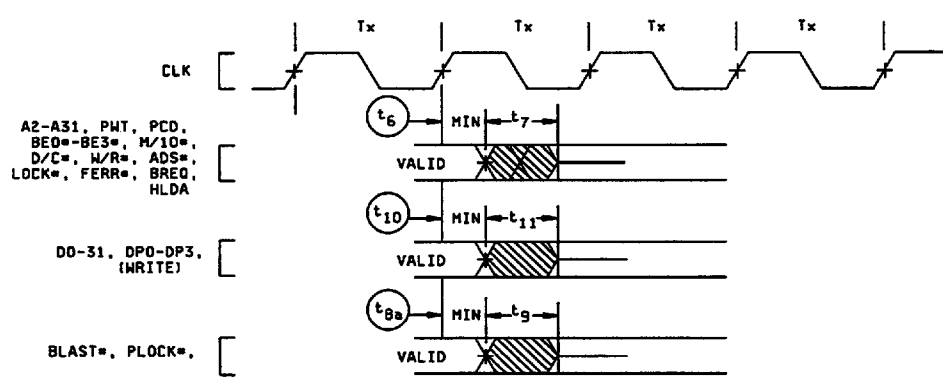 Tx Tx Tx Tx
CLK
t6 MIN t7
A2-A31, PWT, PCD,
BE0*-BE3*, M/IO*,
D/C*, W/R*, ADS*,
LOCK*, FERR*, BREQ,
HLDA
VALID
t10 MIN t11
D0-31, DP0-DP3,
(WRITE)
VALID
t8a MIN t9
BLAST*, PLOCK*,
VALID